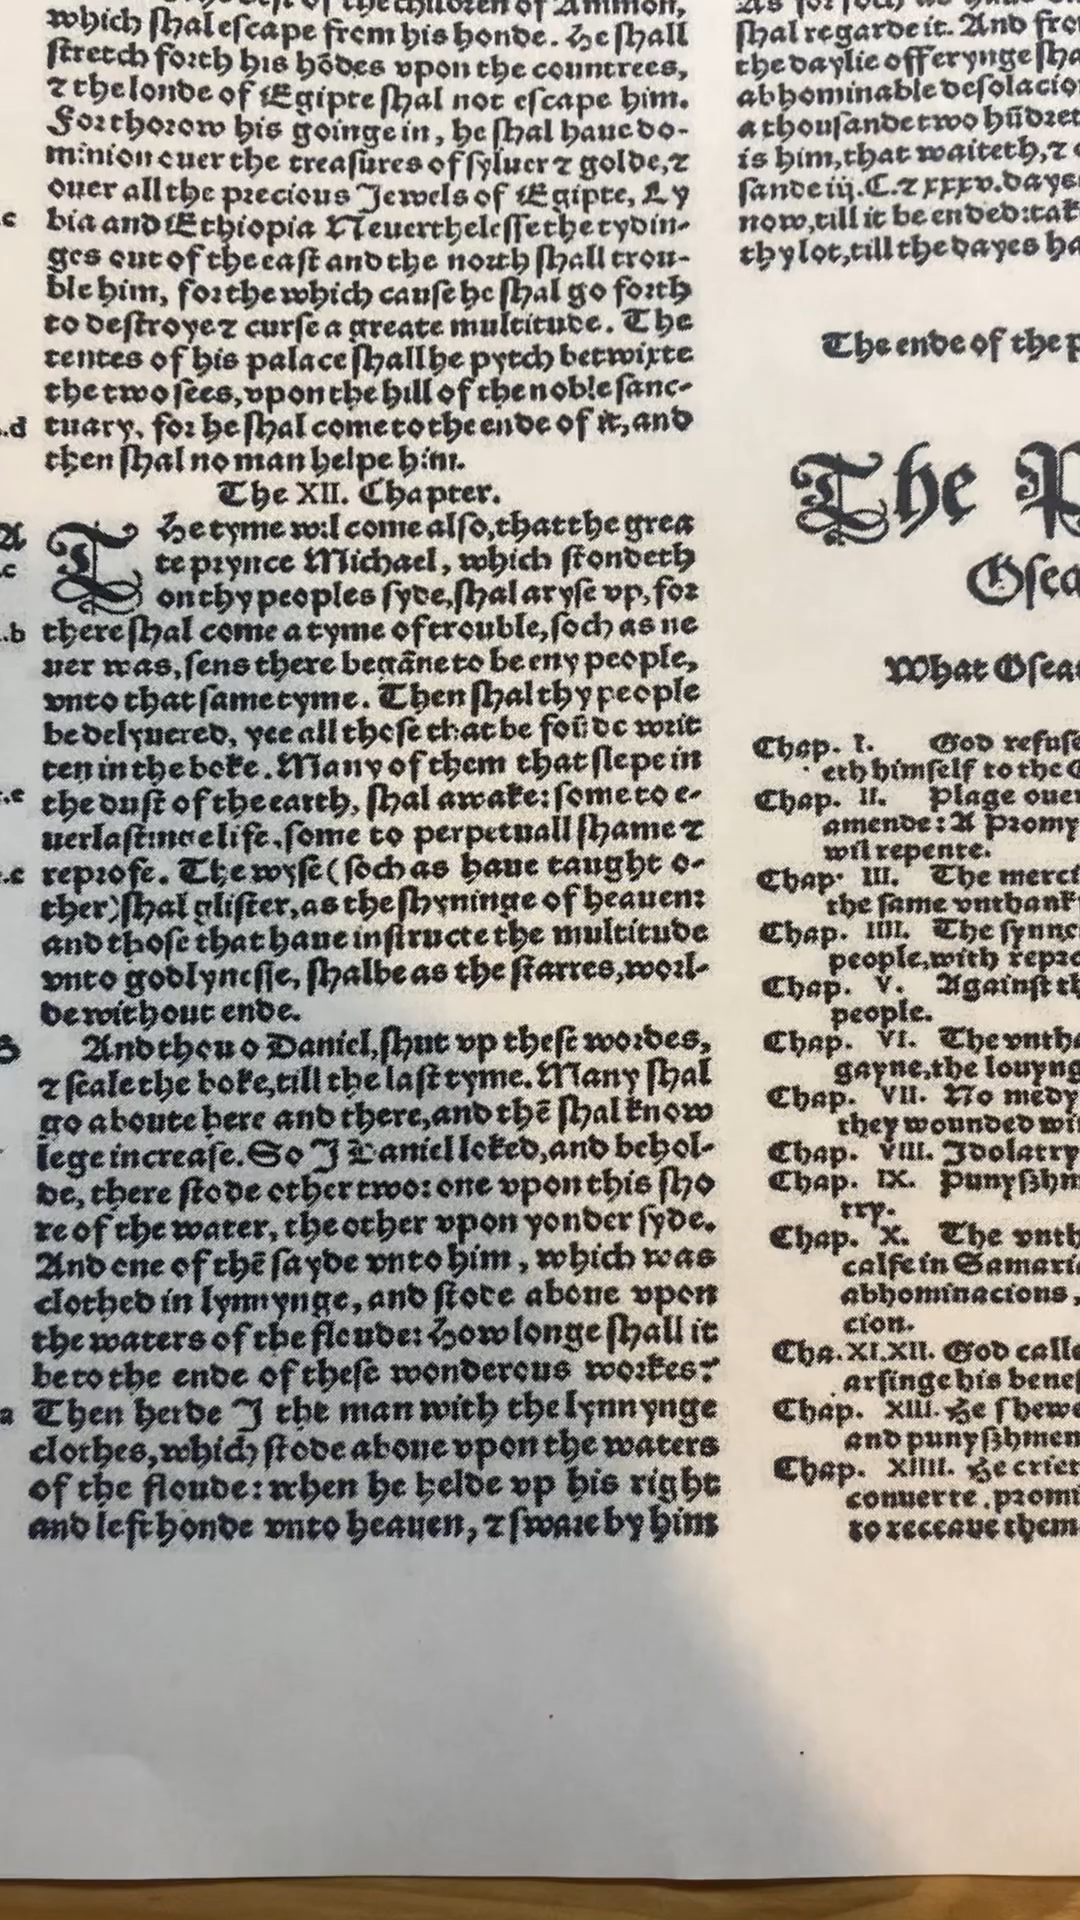 of the children of Ammon,
which ſhal eſcape from his honde. He ſhall
ſtretch forth his hõdes vpon the countrees,
⁊ the londe of Egipte ſhal not eſcape him.
For thorow his goinge in, he ſhal haue do-
minion ouer the treaſures of ſyluer ⁊ golde, ⁊
ouer all the precious Jewels of Egipte, Ly
bia and Ethiopia Neuertheleſſe the tydin-
ges out of the eaſt and the north ſhall trou-
ble him, for the which cauſe he ſhal go forth
to deſtroye ⁊ curſe a greate multitude. The
tentes of his palace ſhall he pytch betwixte
the two ſees, vpon the hill of the noble ſanc-
tuary, for he ſhal come to the ende of it, and
then ſhal no man helpe him.
The XII. Chapter.
The tyme wil come alſo, that the grea
te prynce Michael, which ſtondeth
on thy peoples ſyde, ſhal aryſe vp, for
there ſhal come a tyme of trouble, ſoch as ne
uer was, ſens there begãne to be eny people,
vnto that ſame tyme. Then ſhal thy people
be delyuered, yee all thoſe that be foũde writ
ten in the boke. Many of them that ſlepe in
the duſt of the earth, ſhal awake: ſome to e-
uerlaſtinge life, ſome to perpetuall ſhame ⁊
reprofe. The wyſe (ſoch as haue taught o-
ther) ſhal gliſter, as the ſhyninge of heauen:
and thoſe that haue inſtructe the multitude
vnto godlyneſſe, ſhalbe as the ſtarres, worl-
de without ende.
And thou o Daniel, ſhut vp theſe wordes,
⁊ ſeale the boke, till the laſt tyme. Many ſhal
go aboute here and there, and thẽ ſhal know
lege increaſe. So J Daniel loked, and behol-
de, there ſtode other two: one vpon this ſho
re of the water, the other vpon yonder ſyde.
And one of thẽ ſayde vnto him, which was
clothed in lynnynge, and ſtode aboue vpon
the waters of the floude: How longe ſhall it
be to the ende of theſe wonderous workes?
Then herde J the man with the lynnynge
clothes, which ſtode aboue vpon the waters
of the floude: when he helde vp his right
and left honde vnto heauen, ⁊ ſware by him
ſhal regarde it. And fro
the daylie offerynge ſha
abhominable deſolacio
a thouſande two hũdret
is him, that waiteth, ⁊ c
ſande iij. C. ⁊ xxxv. dayes
now, till it be ended: tak
thy lot, till the dayes ha
The ende of the p
The P
Oſea
What Oſeas
Chap. I. God refuſe
eth himſelf to the G
Chap. II. Plage ouer
amende: A Promy
wil repente.
Chap. III. The merci
the ſame vnthank
Chap. IIII. The ſynne
people, with repro
Chap. V. Againſt th
people.
Chap. VI. The vntha
gayne, the louyng
Chap. VII. No medy
they wounded wi
Chap. VIII. Jdolatry
Chap. IX. Punyſzhm
try.
Chap. X. The vnth
calfe in Samari
abhominacions,
cion.
Cha. XI. XII. God calle
arſinge his benef
Chap. XIII. He ſhewe
and punyſzhmen
Chap. XIIII. He criet
conuerte, promi
to receaue them